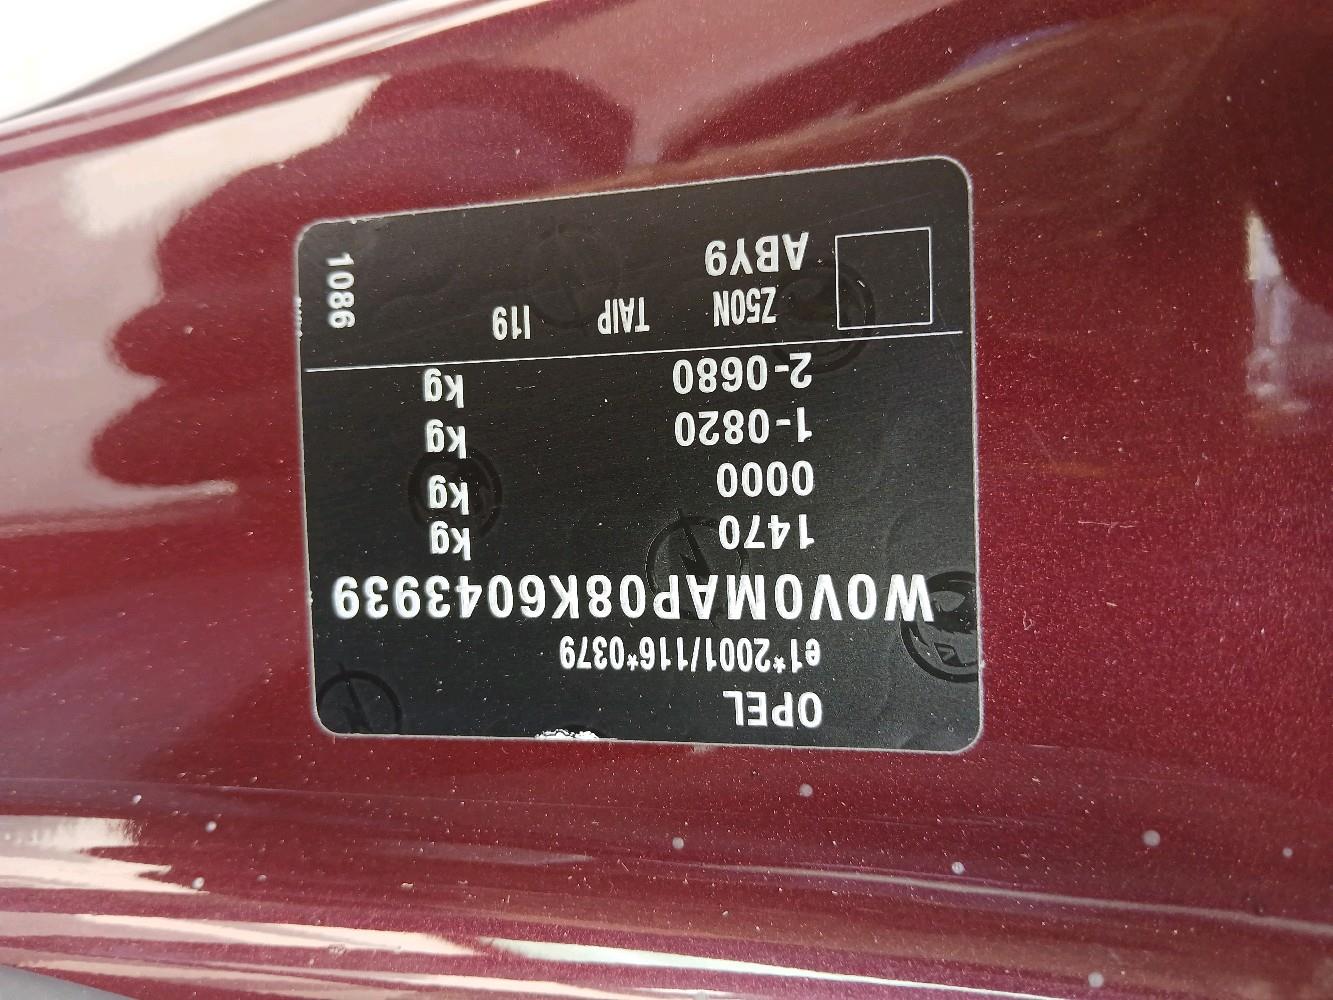 OPEL
e1*2001/116*0379
W0V0MAP08K6043939
1470 kg
0000 kg
1-0820 kg
2-0680 kg
Z50N TAIP I19
ABY9
1086